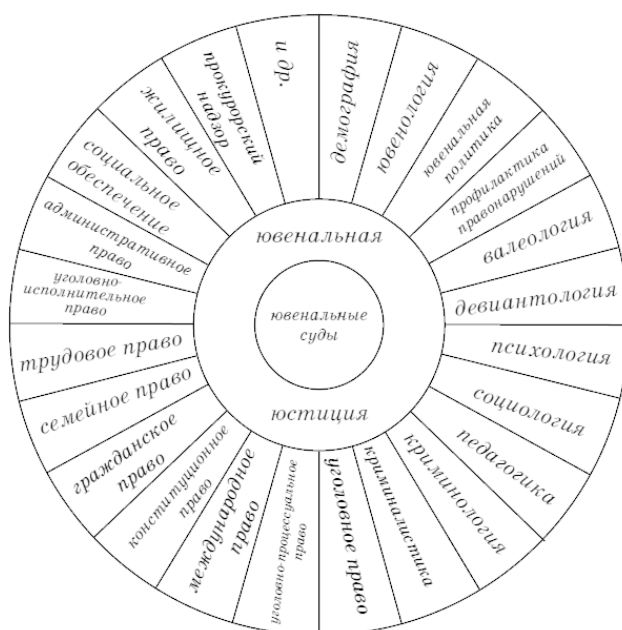 ювенальные
суды
ювенальная
юстиция
демография
ювенология
ювенальная
политика
профилактика
правонарушений
валеология
девиантология
психология
социология
педагогика
криминология
криминалистика
уголовное право
уголовно-процессуальное
право
международное
право
конституционное
право
гражданское
право
семейное право
трудовое право
уголовно-
исполнительное
право
административное
право
социальное
обеспечение
жилищное
право
прокурорский
надзор
и др.